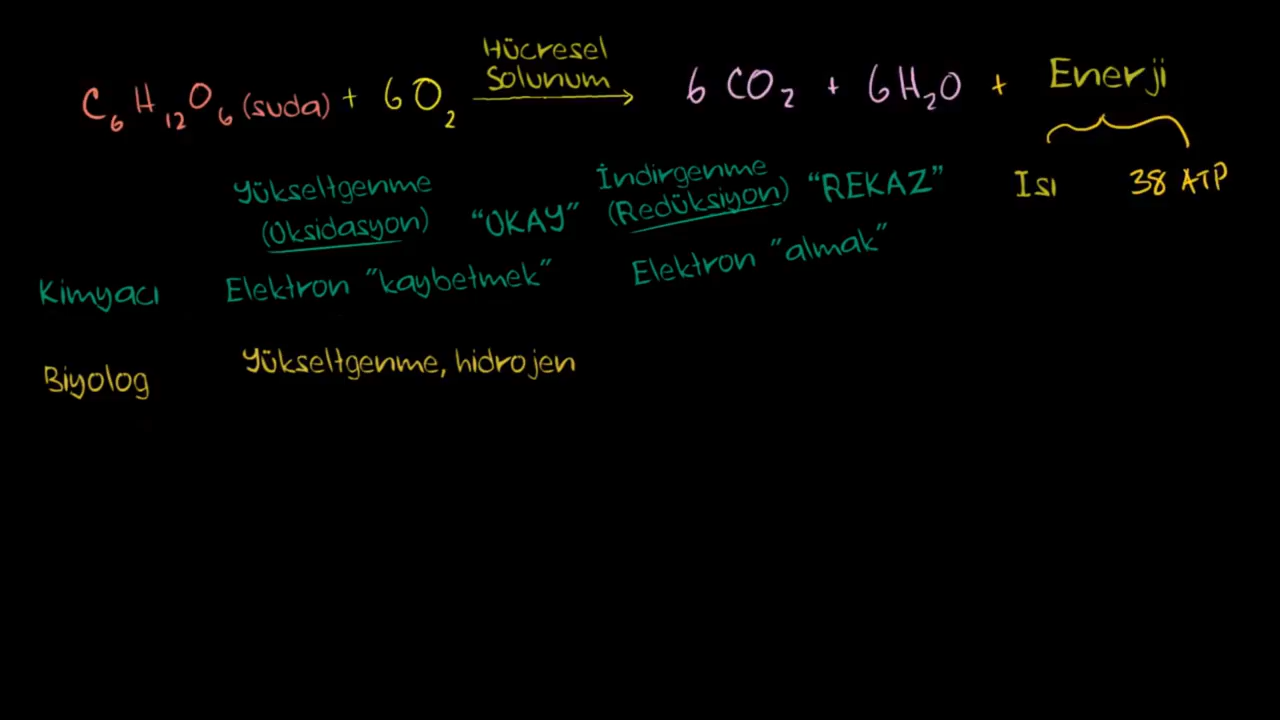 C₆H₁₂O₆ (suda) + 6O₂ Hücresel Solunum → 6CO₂ + 6H₂O + Enerji
Isı 38 ATP
Yükseltgenme (Oksidasyon) "OKAY" İndirgenme (Redüksiyon) "REKAZ"
Kimyacı Elektron "kaybetmek" Elektron "almak"
Biyolog Yükseltgenme, hidrojen